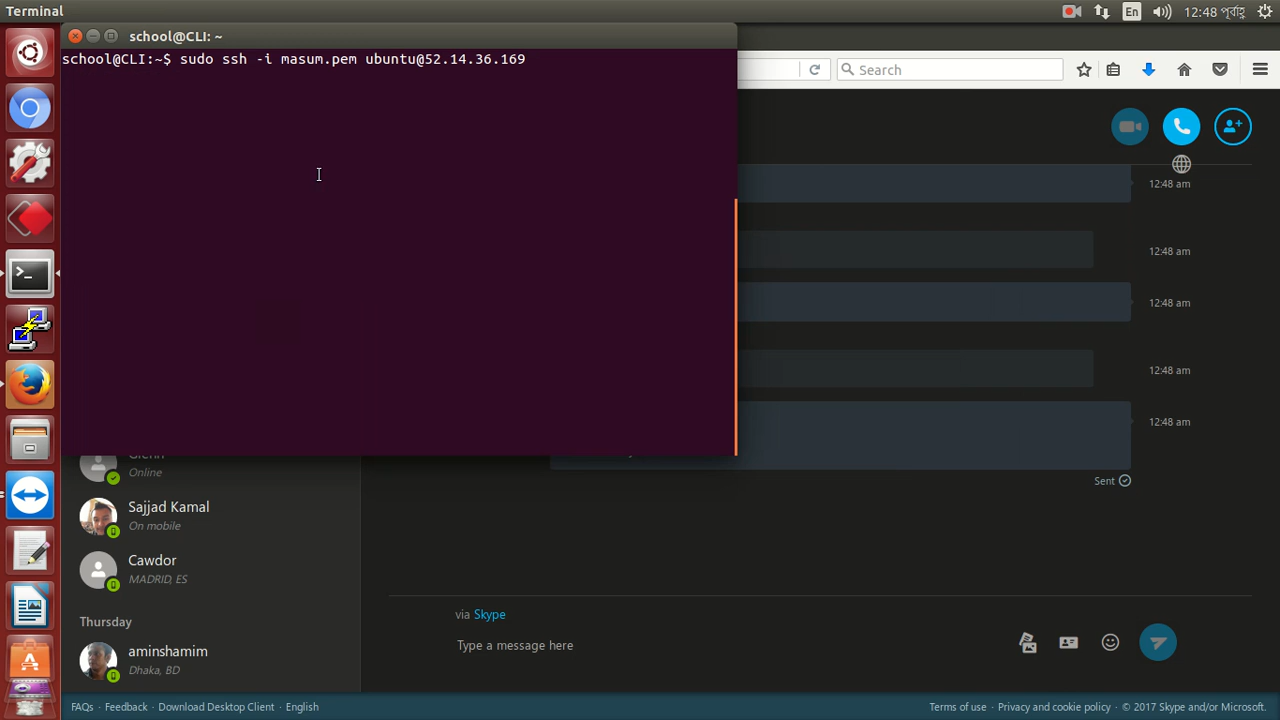 Terminal
En
12:48 পূর্বাহ্ণ
school@CLI: ~
school@CLI:~$ sudo ssh -i masum.pem ubuntu@52.14.36.169
Search
12:48 am
12:48 am
12:48 am
12:48 am
12:48 am
Sent
Glenn
Online
Sajjad Kamal
On mobile
Cawdor
MADRID, ES
Thursday
aminshamim
Dhaka, BD
via Skype
Type a message here
FAQs · Feedback · Download Desktop Client · English
Terms of use · Privacy and cookie policy · © 2017 Skype and/or Microsoft.